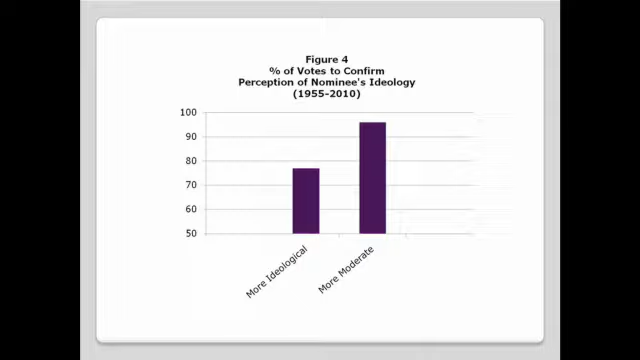 Figure 4
% of Votes to Confirm
Perception of Nominee's Ideology
(1955-2010)
100
90
80
70
60
50
More Ideological
More Moderate